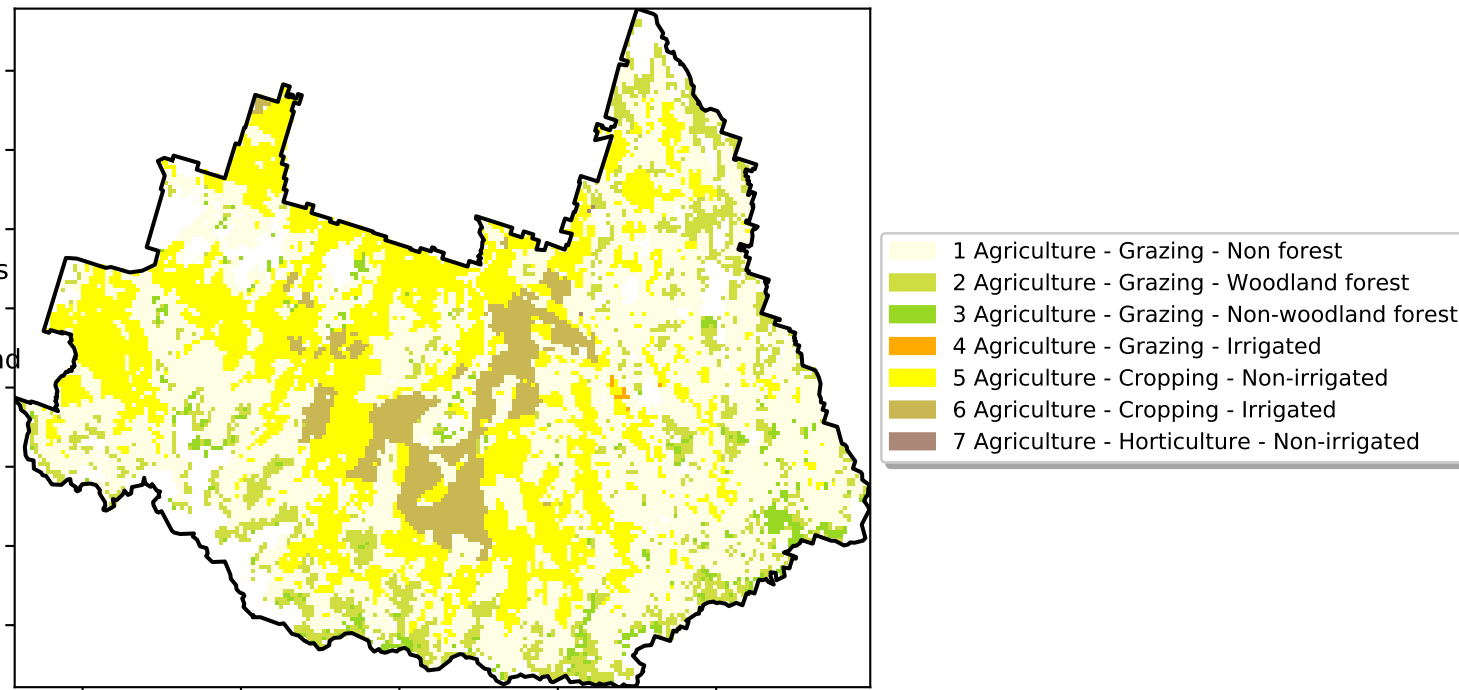 1 Agriculture - Grazing - Non forest
2 Agriculture - Grazing - Woodland forest
3 Agriculture - Grazing - Non-woodland forest
4 Agriculture - Grazing - Irrigated
5 Agriculture - Cropping - Non-irrigated
6 Agriculture - Cropping - Irrigated
7 Agriculture - Horticulture - Non-irrigated